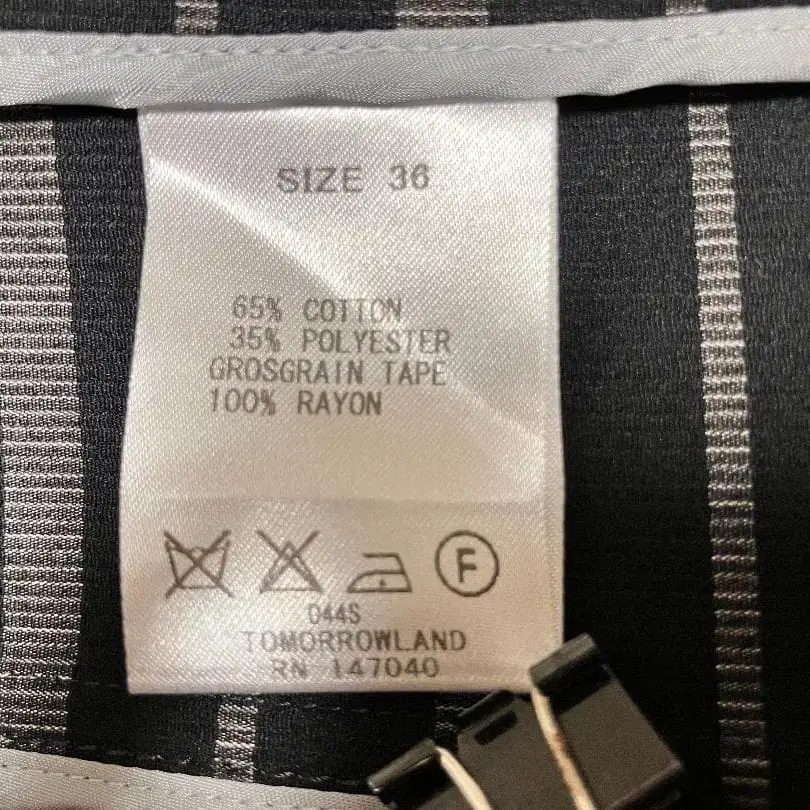 SIZE 36
65% COTTON
35% POLYESTER
GROSGRAIN TAPE
100% RAYON
F
044S
TOMORROWLAND
RN 147040